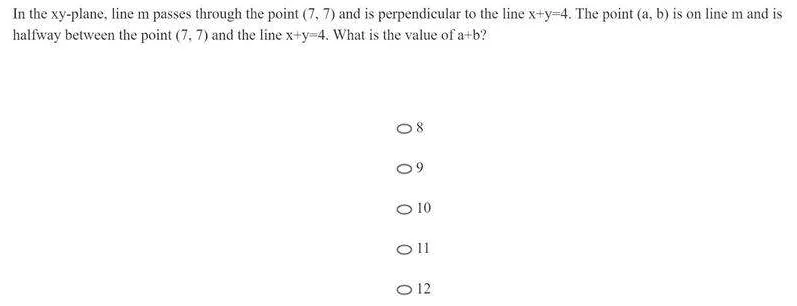 In the xy-plane, line m passes through the point (7, 7) and is perpendicular to the line x+y=4. The point (a, b) is on line m and is
halfway between the point (7, 7) and the line x+y=4. What is the value of a+b?
8
9
10
11
12